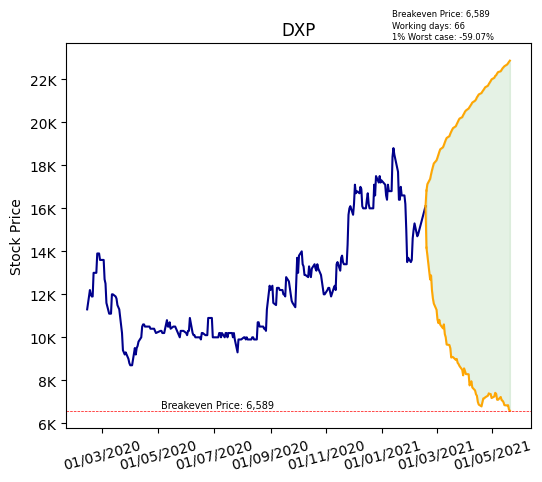 Breakeven Price: 6,589
Working days: 66
1% Worst case: -59.07%
DXP
Stock Price
22K
20K
18K
16K
14K
12K
10K
8K
6K
Breakeven Price: 6,589
01/03/2020
01/05/2020
01/07/2020
01/09/2020
01/11/2020
01/01/2021
01/03/2021
01/05/2021